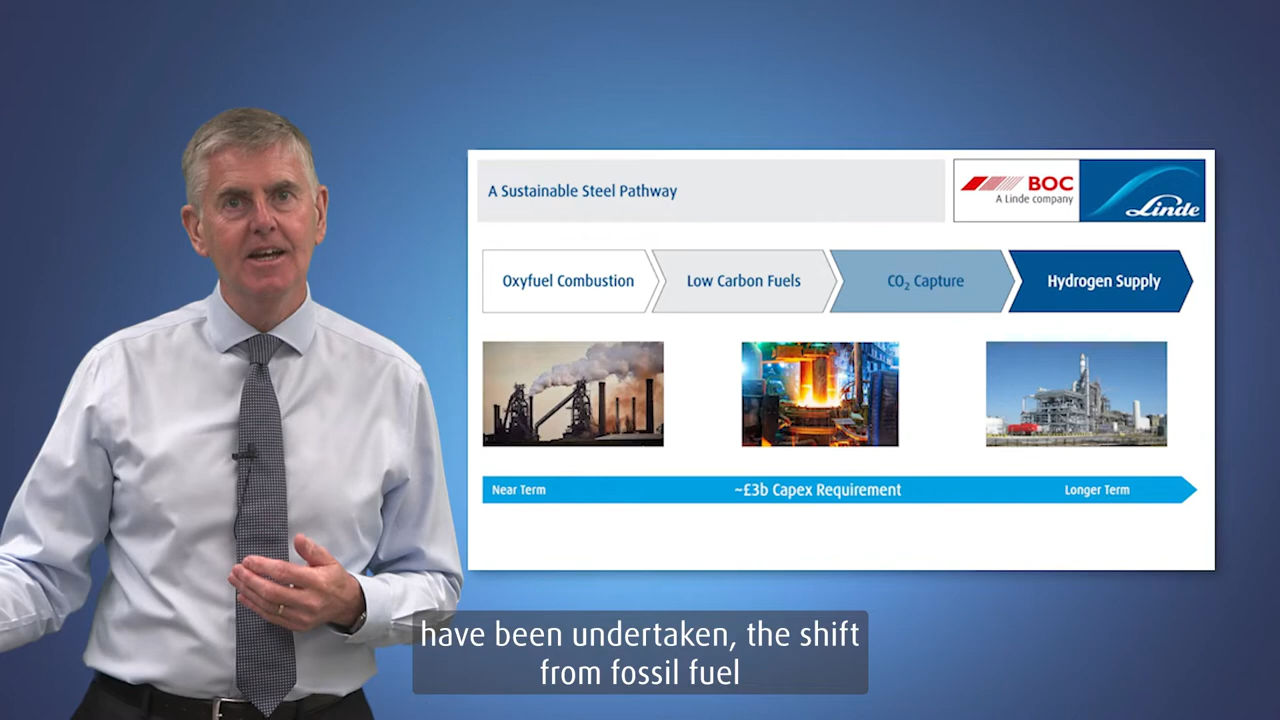 A Sustainable Steel Pathway
BOC
A Linde company
Linde
Oxyfuel Combustion
Low Carbon Fuels
CO₂ Capture
Hydrogen Supply
Near Term
~£3b Capex Requirement
Longer Term
have been undertaken, the shift
from fossil fuel